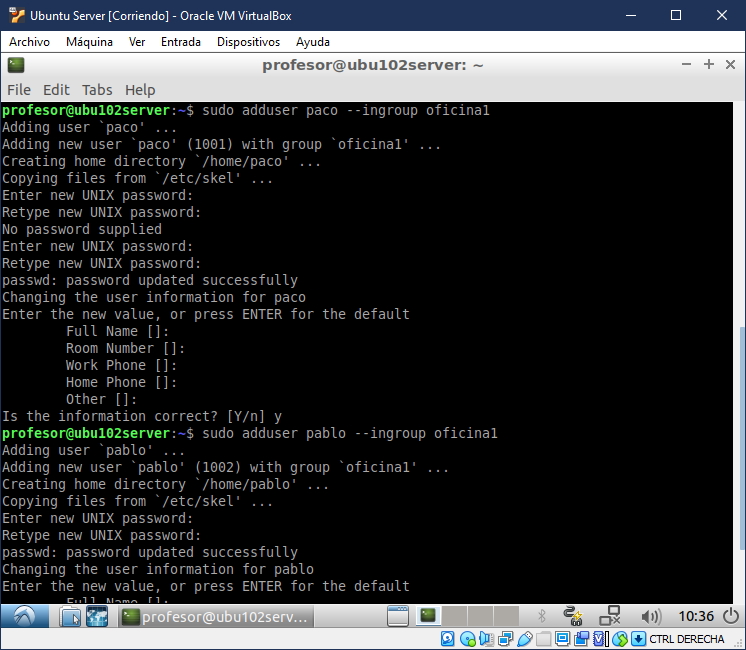 Ubuntu Server [Corriendo] - Oracle VM VirtualBox
Archivo Máquina Ver Entrada Dispositivos Ayuda
profesor@ubu102server: ~
File Edit Tabs Help
profesor@ubu102server:~$ sudo adduser paco --ingroup oficina1
Adding user `paco' ...
Adding new user `paco' (1001) with group `oficina1' ...
Creating home directory `/home/paco' ...
Copying files from `/etc/skel' ...
Enter new UNIX password:
Retype new UNIX password:
No password supplied
Enter new UNIX password:
Retype new UNIX password:
passwd: password updated successfully
Changing the user information for paco
Enter the new value, or press ENTER for the default
Full Name []:
Room Number []:
Work Phone []:
Home Phone []:
Other []:
Is the information correct? [Y/n] y
profesor@ubu102server:~$ sudo adduser pablo --ingroup oficina1
Adding user `pablo' ...
Adding new user `pablo' (1002) with group `oficina1' ...
Creating home directory `/home/pablo' ...
Copying files from `/etc/skel' ...
Enter new UNIX password:
Retype new UNIX password:
passwd: password updated successfully
Changing the user information for pablo
Enter the new value, or press ENTER for the default
Full Name []:
profesor@ubu102serv... 10:36
CTRL DERECHA